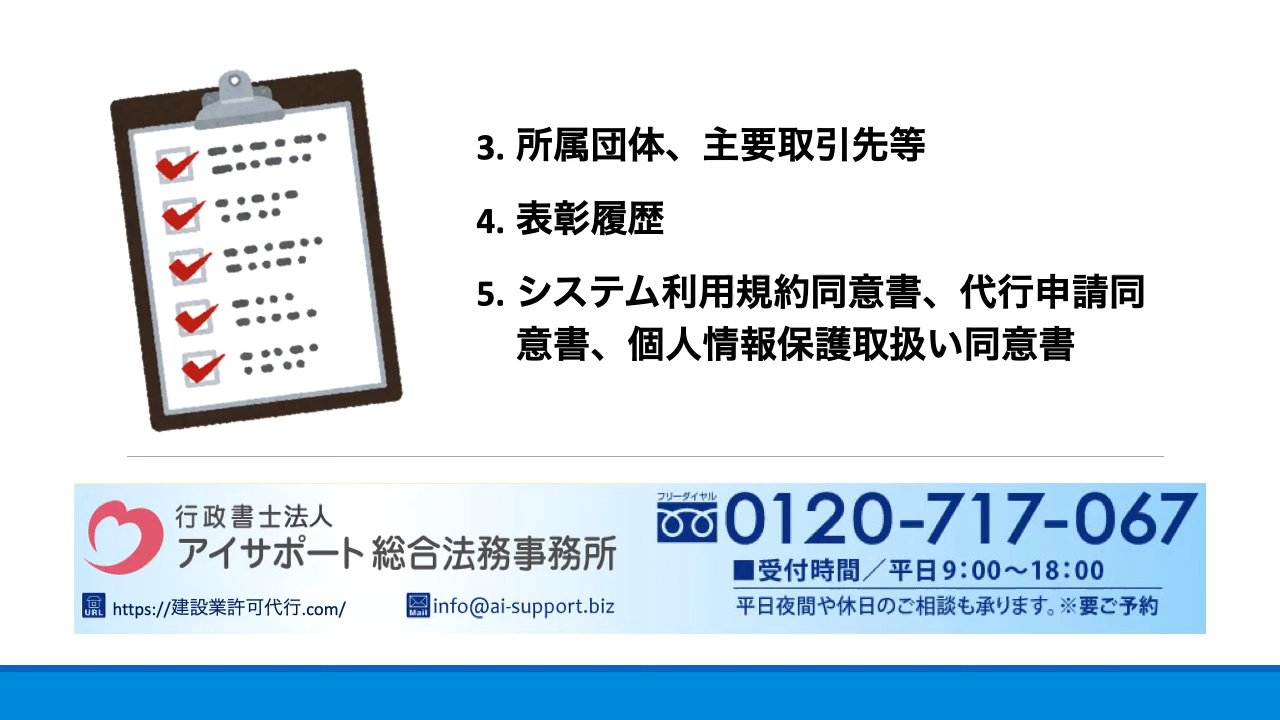 3. 所属団体、主要取引先等
4. 表彰履歴
5. システム利用規約同意書、代行申請同
意書、個人情報保護取扱い同意書
行政書士法人
アイサポート総合法務事務所
URL https://建設業許可代行.com/
Mail info@ai-support.biz
フリーダイヤル
0120-717-067
■受付時間／平日9:00～18:00
平日夜間や休日のご相談も承ります。※要ご予約